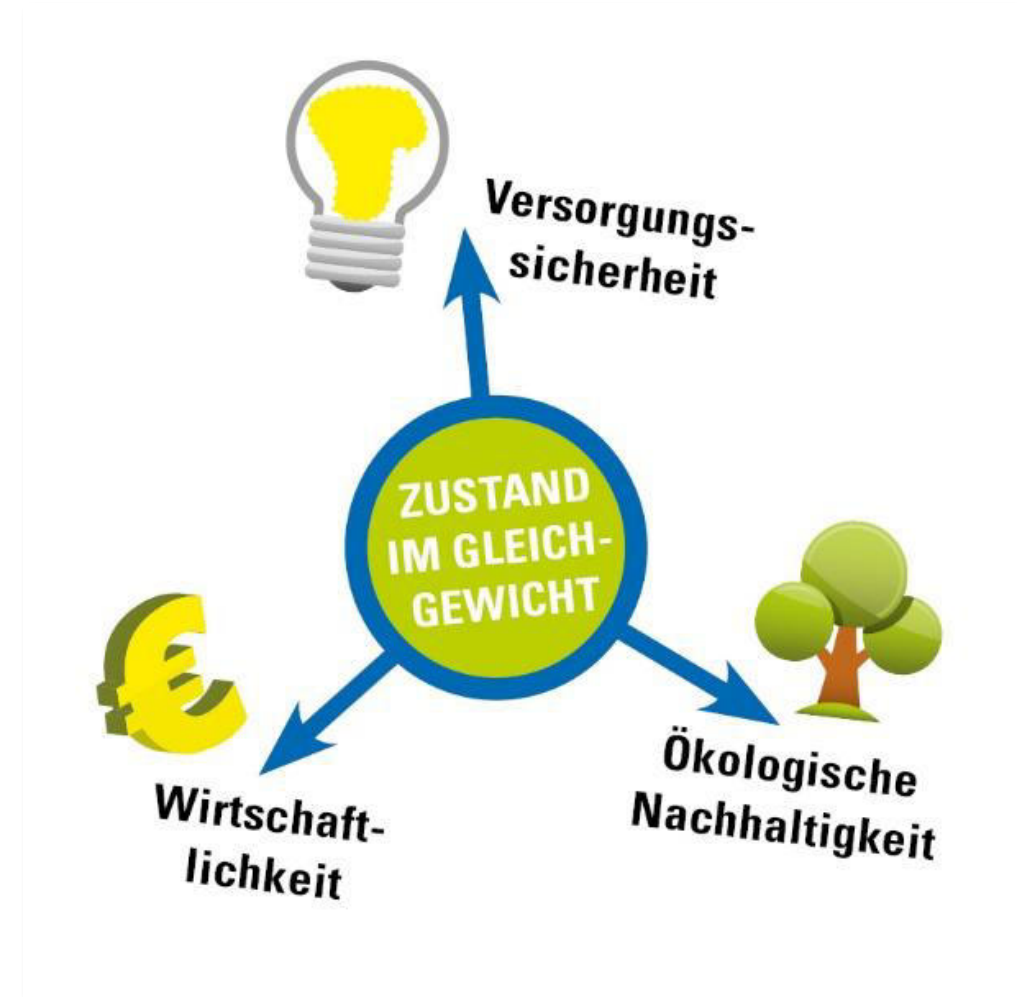 Versorgungs-
sicherheit
ZUSTAND
IM GLEICH-
GEWICHT
Wirtschaft-
lichkeit
Ökologische
Nachhaltigkeit